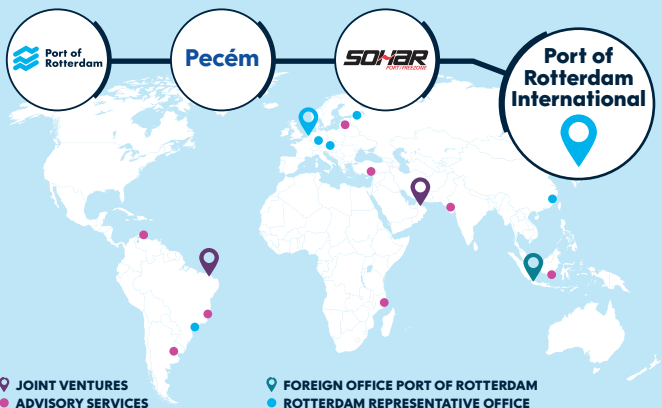 Port of
Rotterdam
Pecém
SOHAR
PORT & FREEZONE
Port of
Rotterdam
International
JOINT VENTURES
ADVISORY SERVICES
FOREIGN OFFICE PORT OF ROTTERDAM
ROTTERDAM REPRESENTATIVE OFFICE